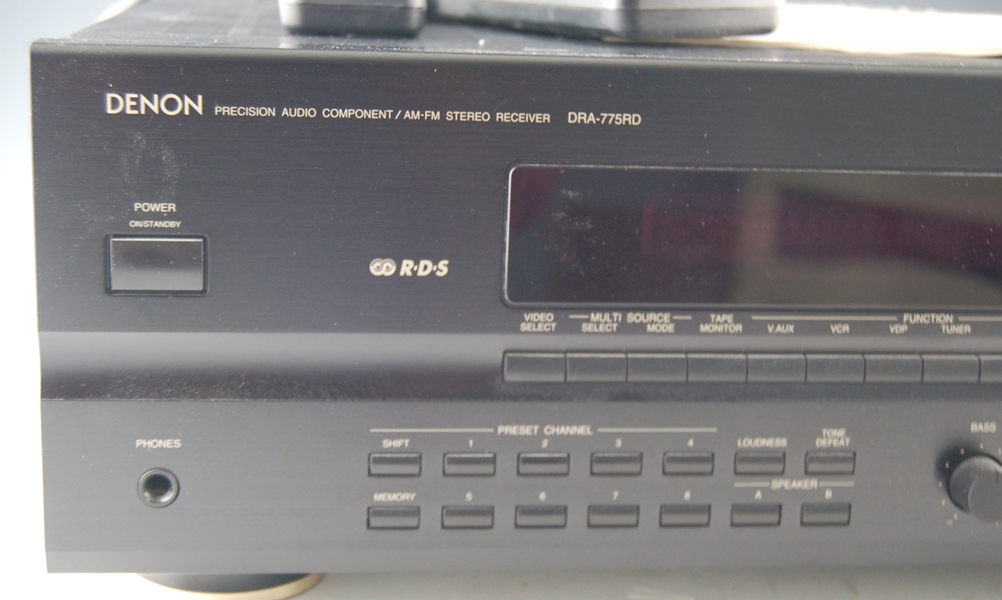 DENON PRECISION AUDIO COMPONENT / AM-FM STEREO RECEIVER DRA-775RD
POWER
ON/STANDBY
R·D·S
VIDEO SELECT
MULTI SOURCE
SELECT MODE
TAPE MONITOR
FUNCTION
V.AUX VCR VDP TUNER
PHONES
PRESET CHANNEL
SHIFT 1 2 3 4
LOUDNESS
TONE DEFEAT
BASS
MEMORY 5 6 7 8
SPEAKER
A B